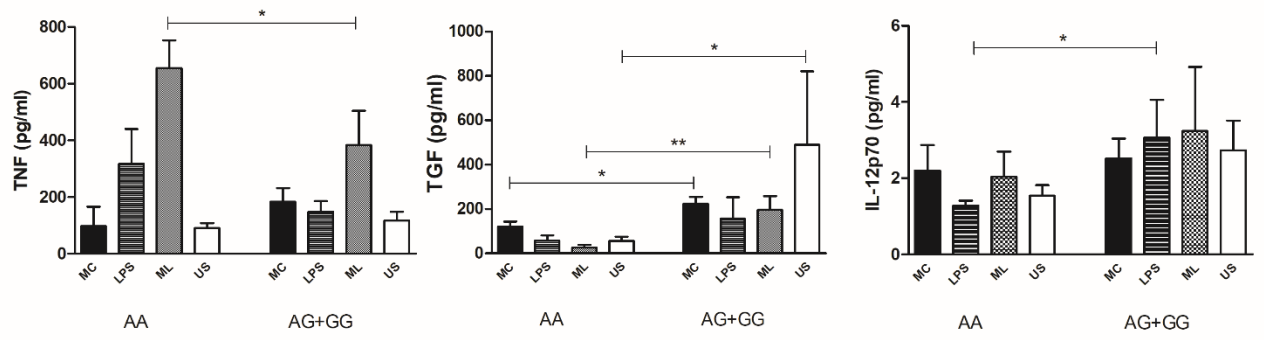 TNF (pg/ml)
800
600
400
200
0
*
MC LPS ML US MC LPS ML US
AA AG+GG
TGF (pg/ml)
1000
800
600
400
200
0
*
**
*
MC LPS ML US MC LPS ML US
AA AG+GG
IL-12p70 (pg/ml)
6
4
2
0
*
MC LPS ML US MC LPS ML US
AA AG+GG